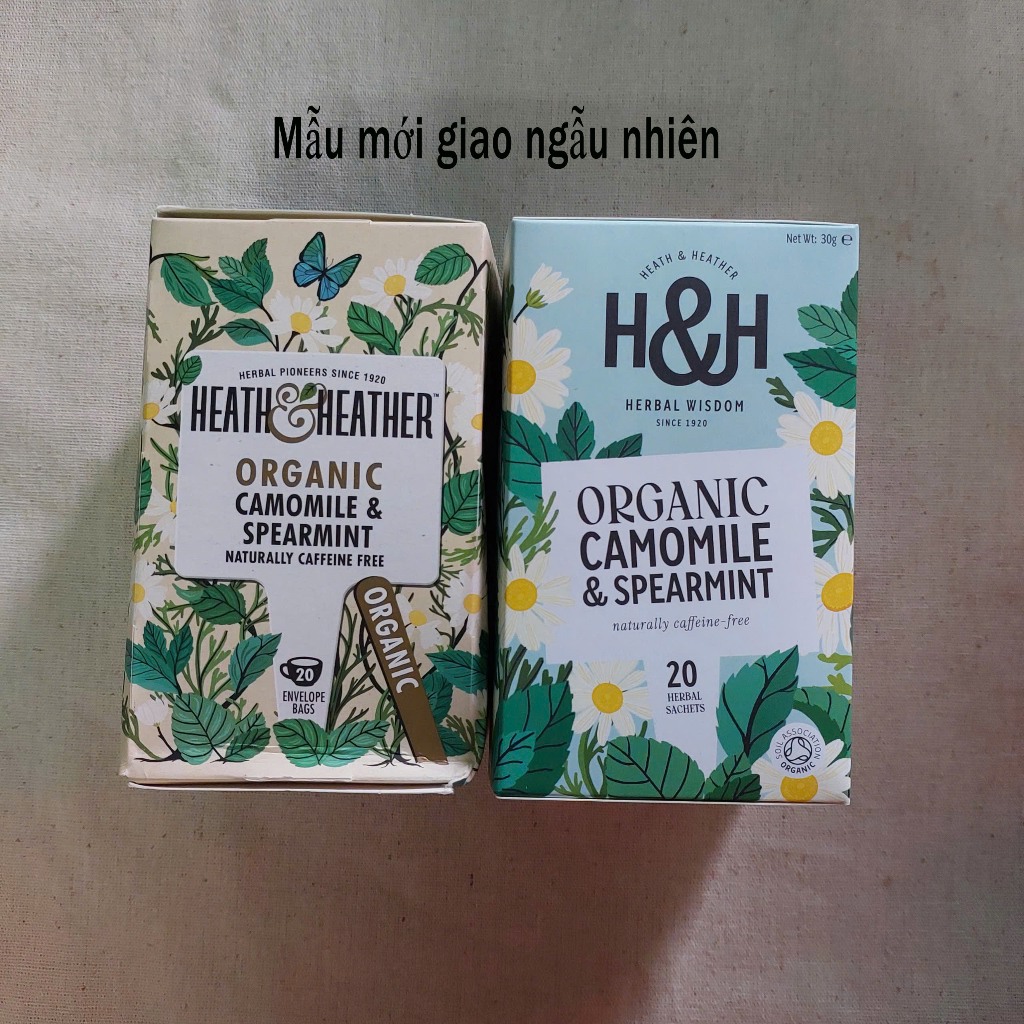 Mẫu mới giao ngẫu nhiên
HERBAL PIONEERS SINCE 1920
HEATH & HEATHER™
ORGANIC
CAMOMILE &
SPEARMINT
NATURALLY CAFFEINE FREE
ORGANIC
20
ENVELOPE
BAGS
Net Wt: 30g ℮
HEATH & HEATHER
H&H
HERBAL WISDOM
SINCE 1920
ORGANIC
CAMOMILE
& SPEARMINT
naturally caffeine-free
20
HERBAL
SACHETS
SOIL ASSOCIATION
ORGANIC